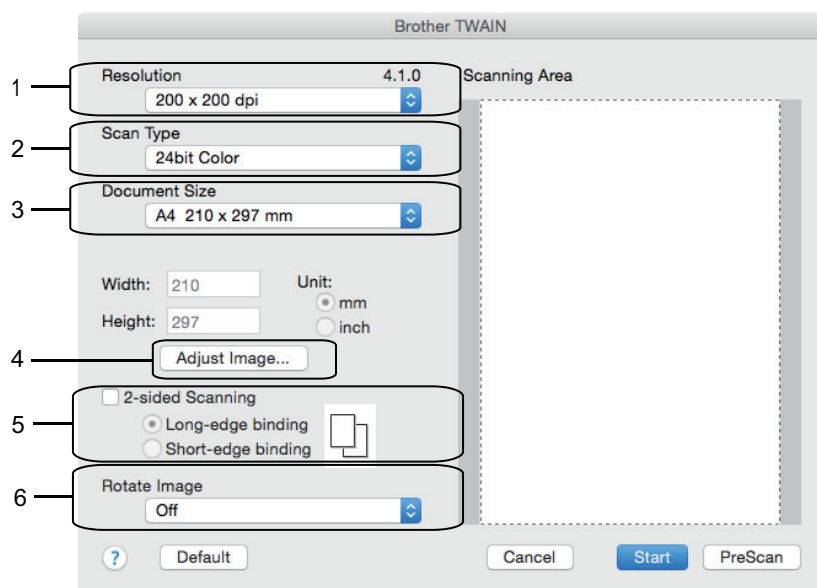 Brother TWAIN
1
Resolution 4.1.0
200 x 200 dpi
2
Scan Type
24bit Color
3
Document Size
A4 210 x 297 mm
Width: 210
Height: 297
Unit:
mm
inch
4
Adjust Image...
5
2-sided Scanning
Long-edge binding
Short-edge binding
6
Rotate Image
Off
? Default
Scanning Area
Cancel Start PreScan